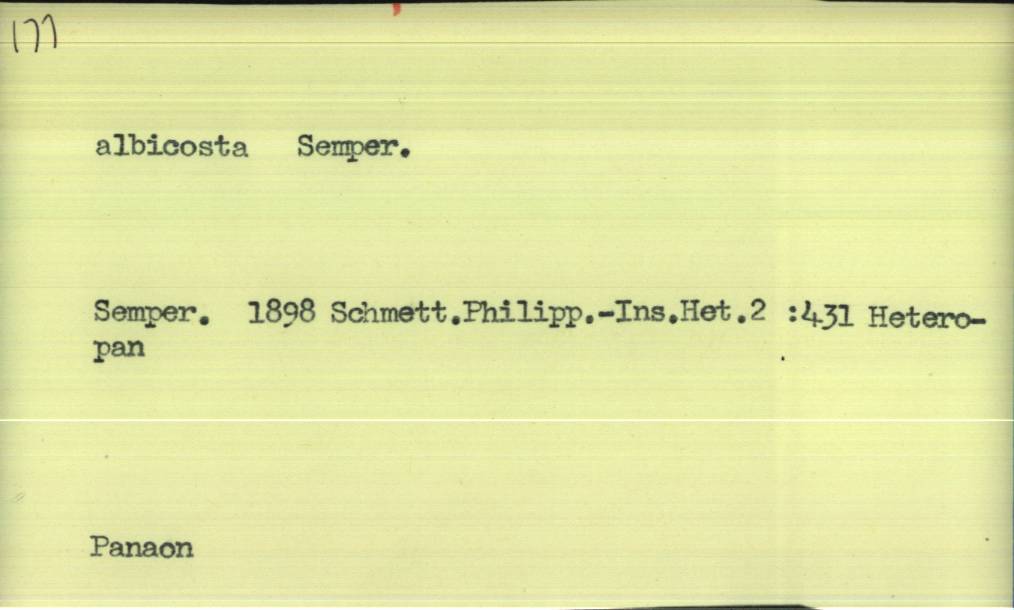 177
albicosta Semper.
Semper. 1898 Schmett.Philipp.-Ins.Het.2 :431 Hetero-
pan
Panaon